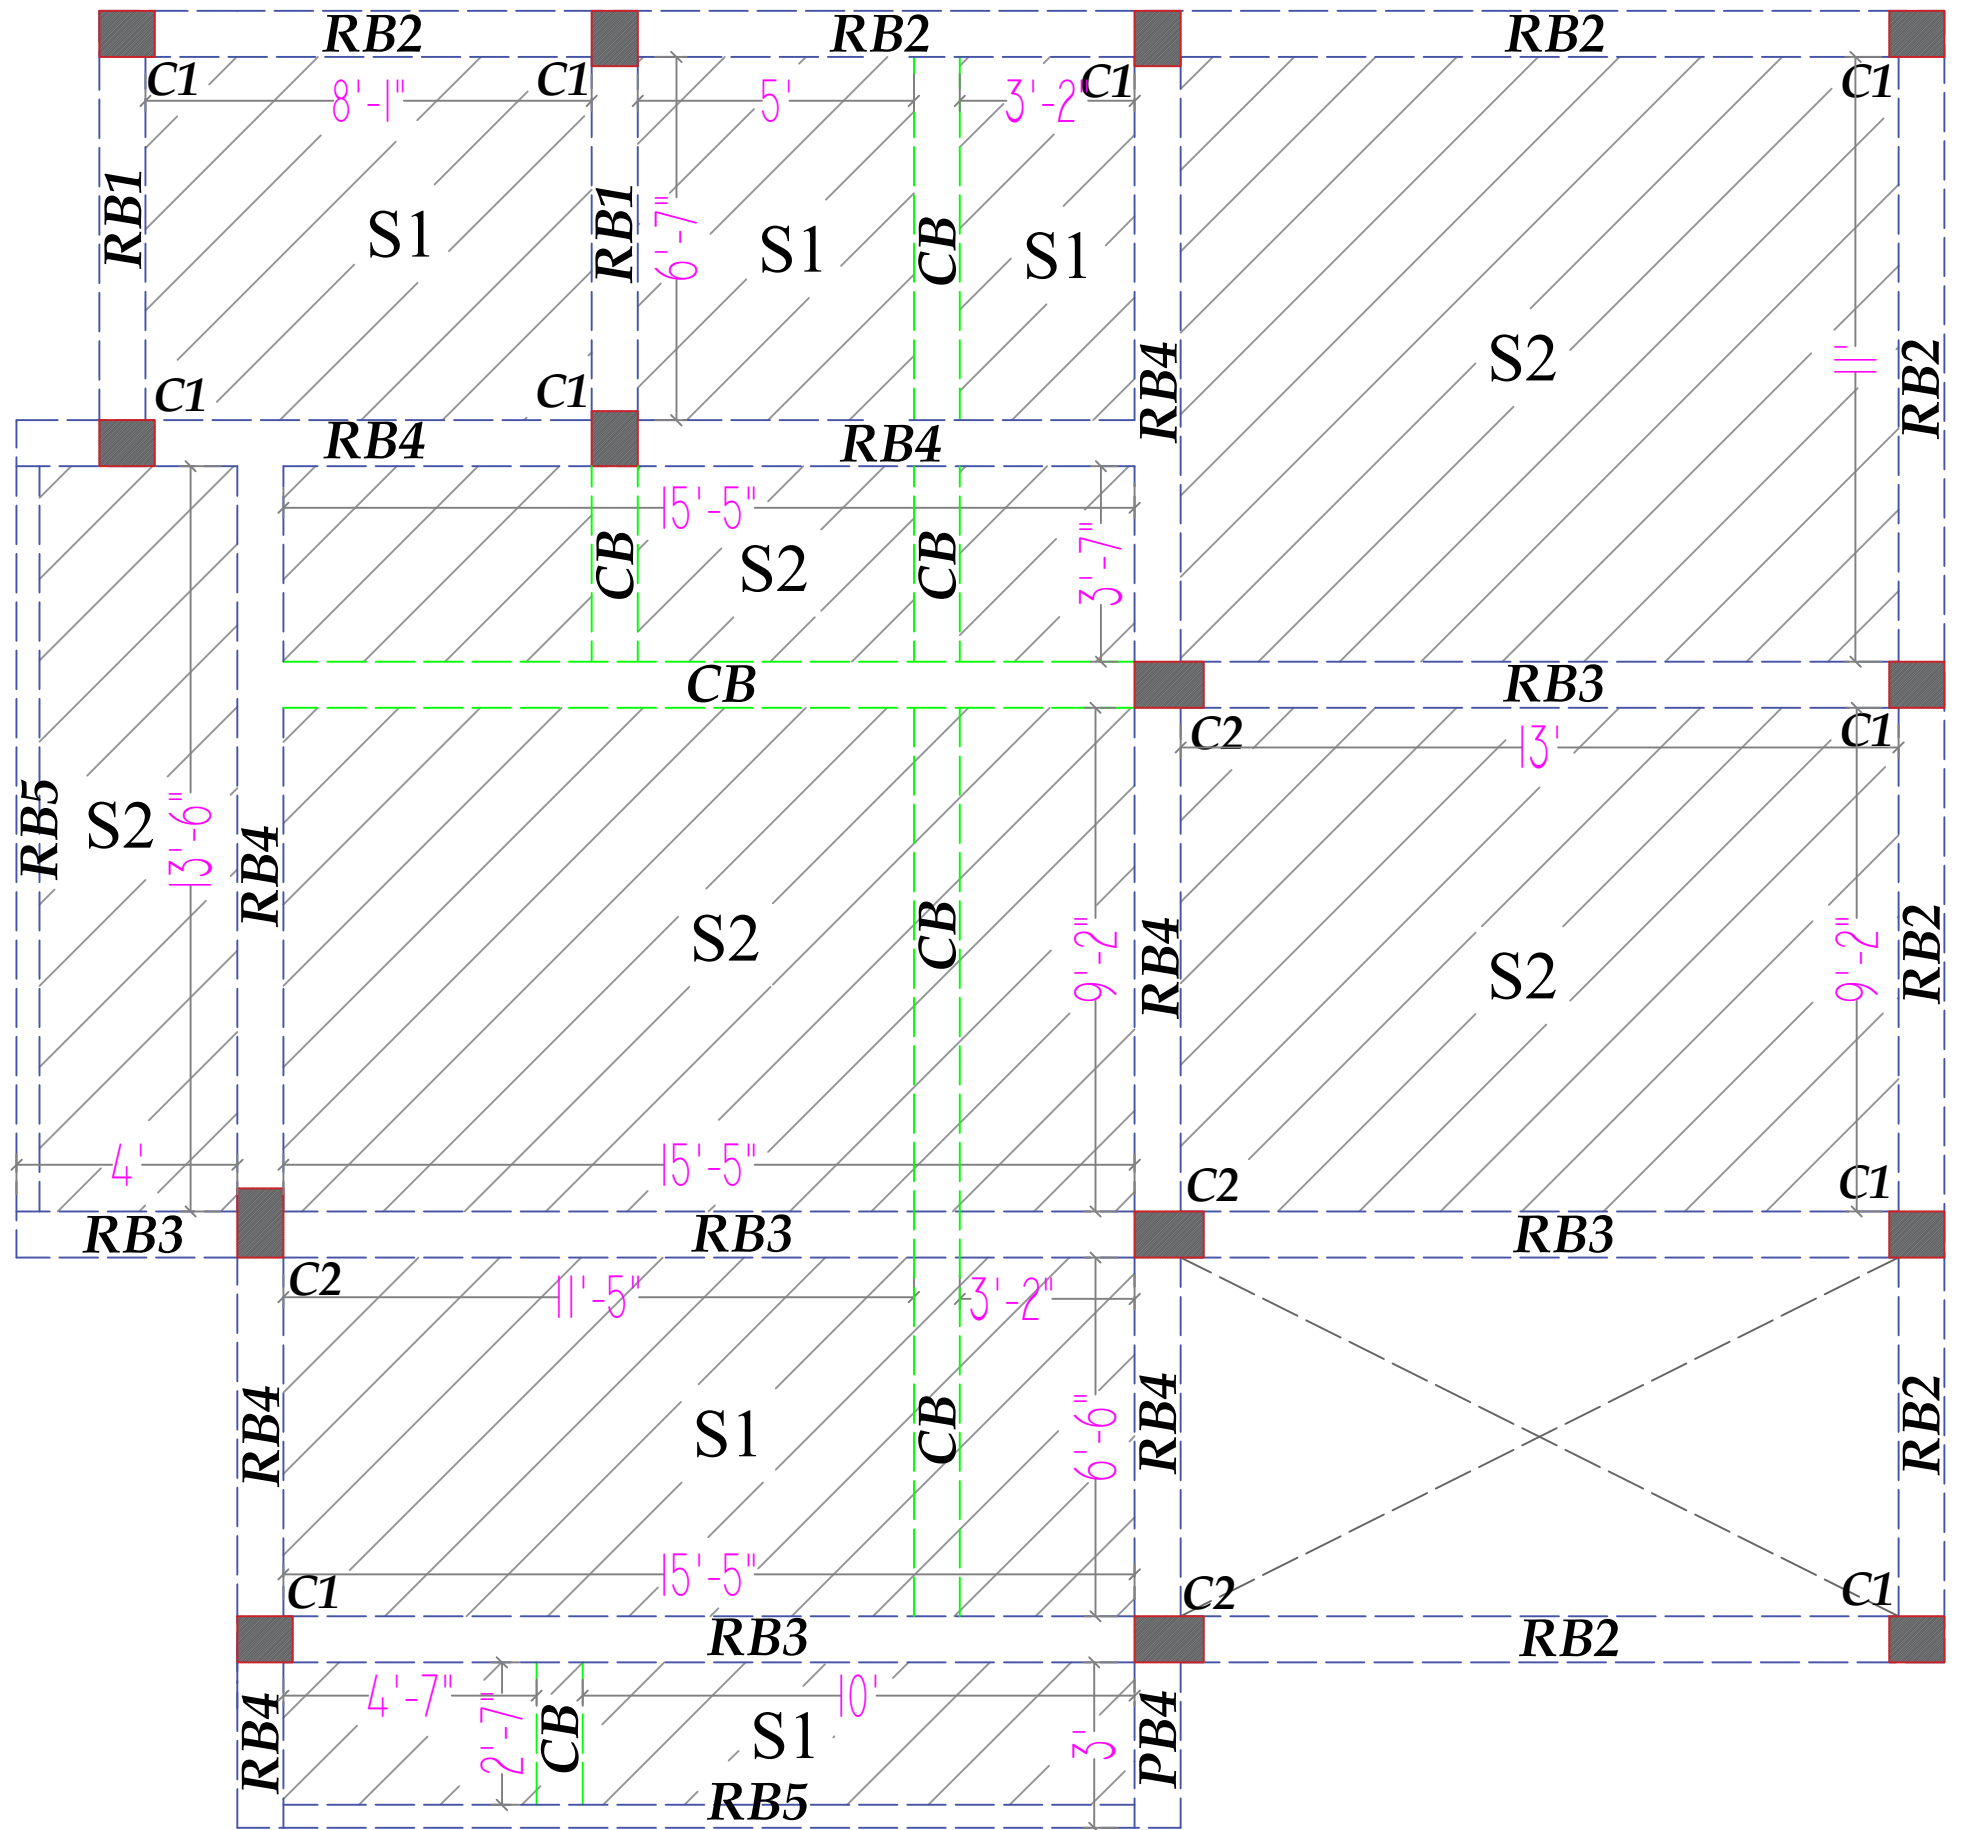 RB2
RB2
RB2
C1
C1
C1
C1
8'-1"
5'
3'-2"
RB1
RB1
6'-7"
S1
S1
CB
S1
RB4
S2
11'
RB2
C1
C1
RB4
RB4
15'-5"
CB
S2
CB
3'-7"
CB
RB3
C2
13'
C1
RB5
S2
13'-6"
RB4
S2
CB
9'-2"
RB4
S2
9'-2"
RB2
4'
15'-5"
C2
C1
RB3
RB3
RB3
C2
11'-5"
3'-2"
RB4
S1
CB
6'-6"
RB4
RB2
15'-5"
C1
C2
C1
RB3
RB2
4'-7"
10'
RB4
2'-7"
CB
S1
3'
PB4
RB5